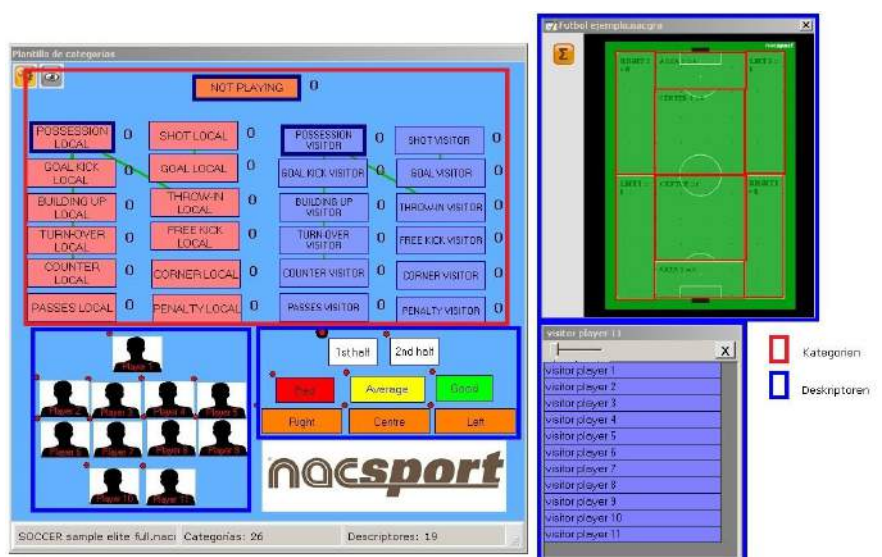 Plantilla de categorias
NOT PLAYING 0
POSSESSION LOCAL 0
SHOT LOCAL 0
POSSESSION VISITOR 0
SHOT VISITOR 0
GOAL KICK LOCAL 0
GOAL LOCAL 0
GOAL KICK VISITOR 0
GOAL VISITOR 0
BUILDING UP LOCAL 0
THROW-IN LOCAL 0
BUILDING UP VISITOR 0
THROW-IN VISITOR 0
TURN-OVER LOCAL 0
FREE KICK LOCAL 0
TURN-OVER VISITOR 0
FREE KICK VISITOR 0
COUNTER LOCAL 0
CORNER LOCAL 0
COUNTER VISITOR 0
CORNER VISITOR 0
PASSES LOCAL 0
PENALTY LOCAL 0
PASSES VISITOR 0
PENALTY VISITOR 0
Player 1
Player 2
Player 3
Player 4
Player 5
Player 6
Player 7
Player 8
Player 9
Player 10
Player 11
1st half
2nd half
Bad
Average
Good
Right
Centre
Left
nacsport
SOCCER sample elite full.nac
Categorias: 26
Descriptores: 19
Futbol ejemplo.nacgra
X
Σ
nacsport
visitor player 11
X
visitor player 1
visitor player 2
visitor player 3
visitor player 4
visitor player 5
visitor player 6
visitor player 7
visitor player 8
visitor player 9
visitor player 10
visitor player 11
Kategorien
Deskriptoren